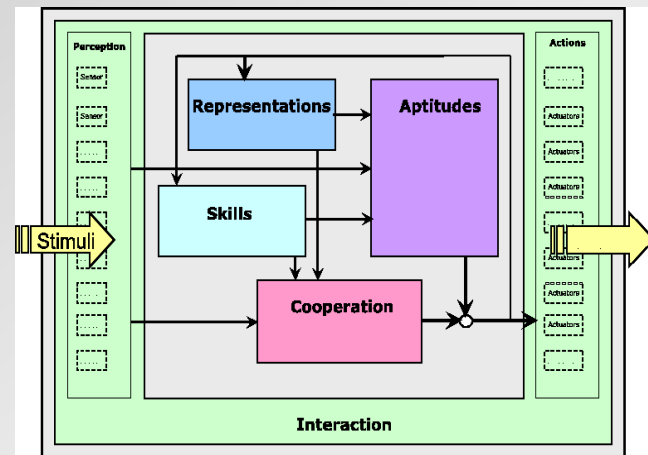 Perception
Actions
Sensor
Sensor
Representations
Aptitudes
Actuators
Actuators
Actuators
Skills
Stimuli
Actuators
Cooperation
Actuators
Actuators
Interaction